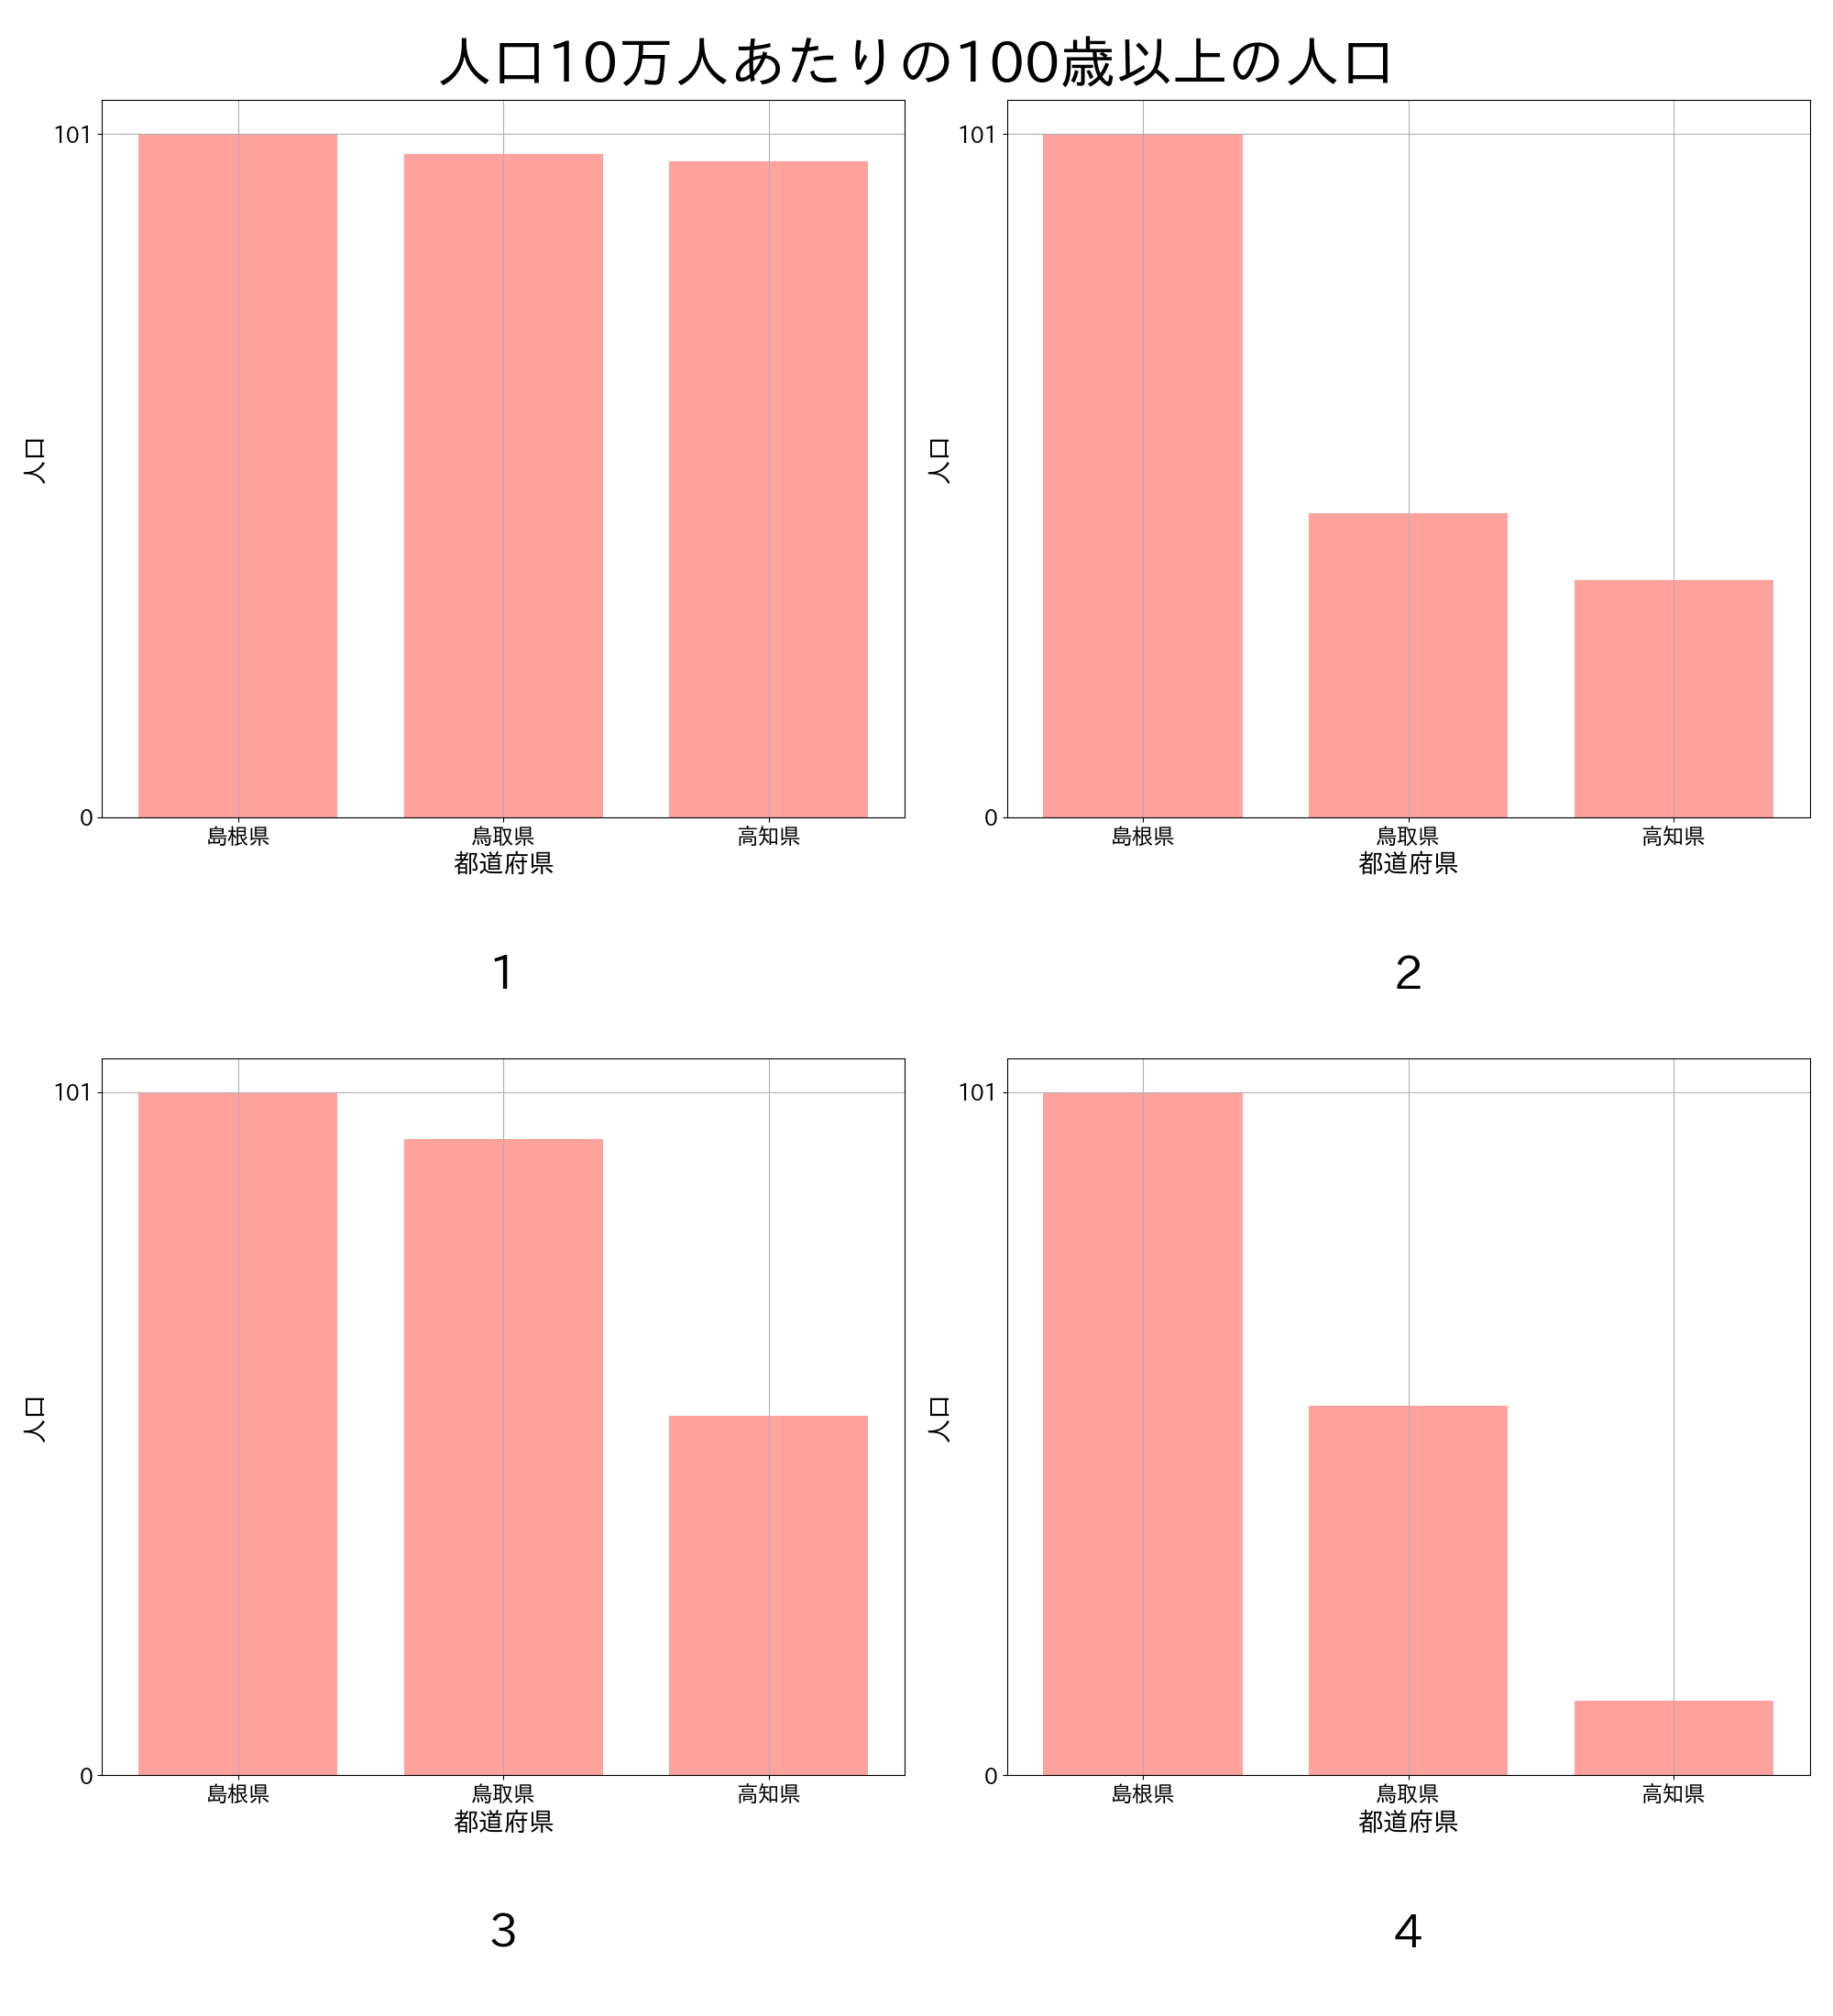 人口10万人あたりの100歳以上の人口
101
0
人口
島根県 鳥取県 高知県
都道府県
1
101
0
人口
島根県 鳥取県 高知県
都道府県
2
101
0
人口
島根県 鳥取県 高知県
都道府県
3
101
0
人口
島根県 鳥取県 高知県
都道府県
4